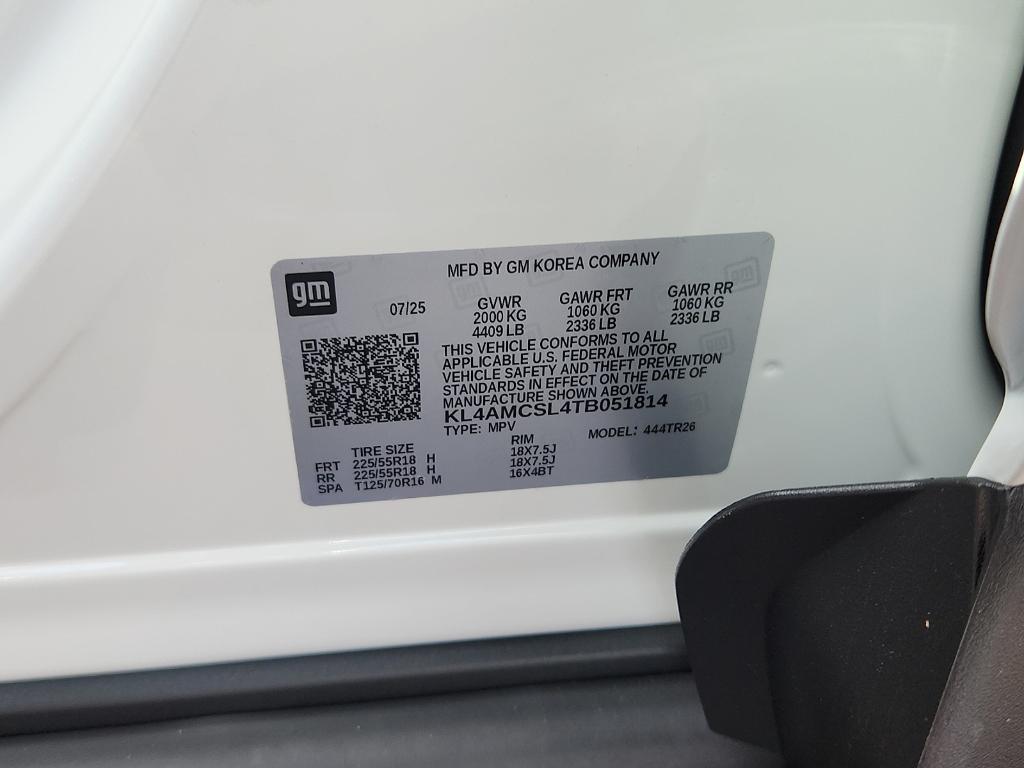 MFD BY GM KOREA COMPANY
gm
07/25
GVWR
2000 KG
4409 LB
GAWR FRT
1060 KG
2336 LB
GAWR RR
1060 KG
2336 LB
THIS VEHICLE CONFORMS TO ALL
APPLICABLE U.S. FEDERAL MOTOR
VEHICLE SAFETY AND THEFT PREVENTION
STANDARDS IN EFFECT ON THE DATE OF
MANUFACTURE SHOWN ABOVE.
KL4AMCSL4TB051814
TYPE: MPV
MODEL: 444TR26
TIRE SIZE
RIM
FRT 225/55R18 H 18X7.5J
RR 225/55R18 H 18X7.5J
SPA T125/70R16 M 16X4BT